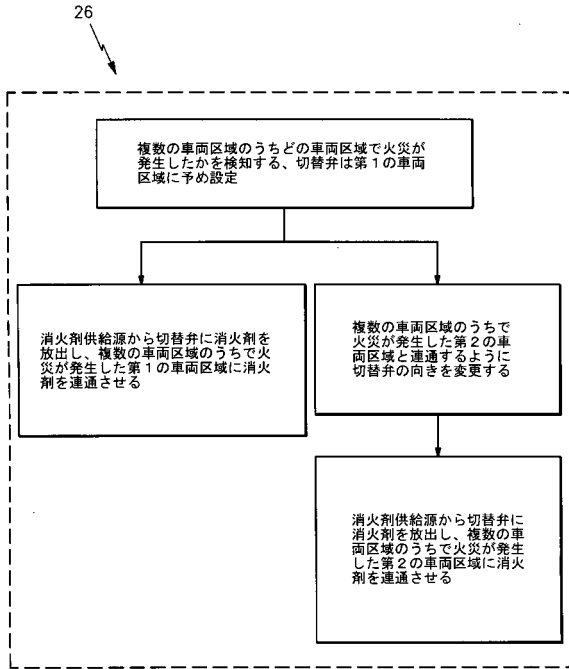 26
複数の車両区域のうちどの車両区域で火災が
発生したかを検知する、切替弁は第１の車両
区域に予め設定
消火剤供給源から切替弁に消火剤を
放出し、複数の車両区域のうちで火
災が発生した第１の車両区域に消火
剤を連通させる
複数の車両区域のうちで
火災が発生した第２の車
両区域と連通するように
切替弁の向きを変更する
消火剤供給源から切替弁に
消火剤を放出し、複数の車
両区域のうちで火災が発生
した第２の車両区域に消火
剤を連通させる